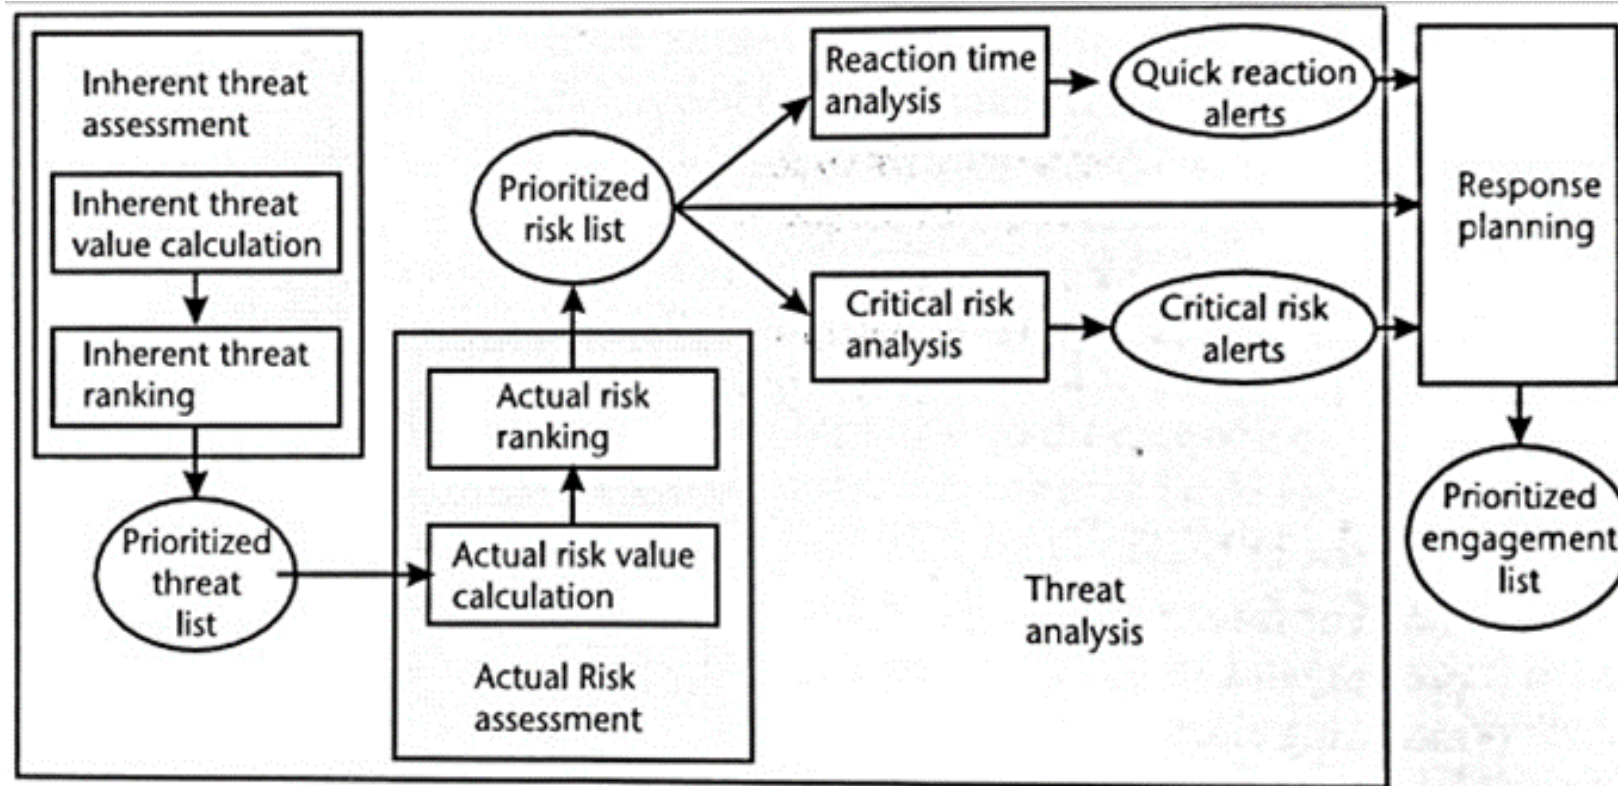 Inherent threat
assessment
Inherent threat
value calculation
Inherent threat
ranking
Prioritized
threat
list
Prioritized
risk list
Actual risk
ranking
Actual risk value
calculation
Actual Risk
assessment
Reaction time
analysis
Quick reaction
alerts
Critical risk
analysis
Critical risk
alerts
Threat
analysis
Response
planning
Prioritized
engagement
list